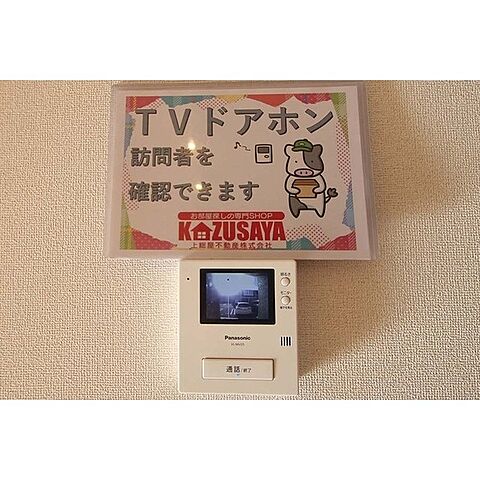 TVドアホン
訪問者を
確認できます
お部屋探しの専門SHOP
KAZUSAYA
上総屋不動産株式会社
Panasonic
通話/終了